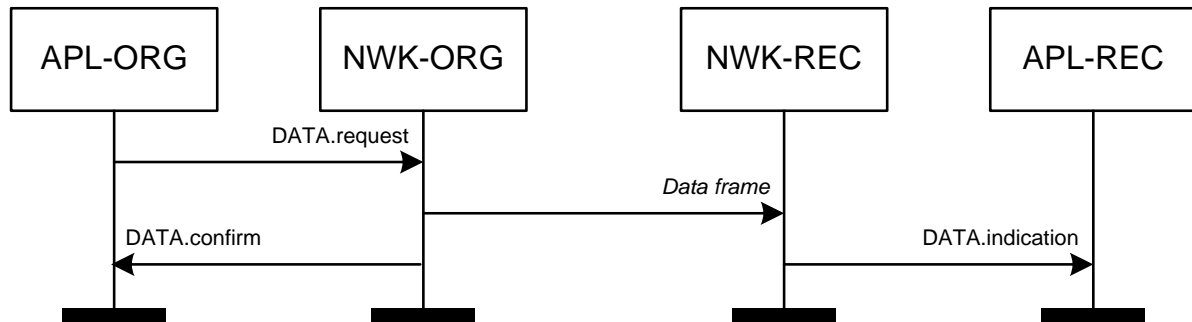 APL-ORG
NWK-ORG
NWK-REC
APL-REC
DATA.request
Data frame
DATA.confirm
DATA.indication